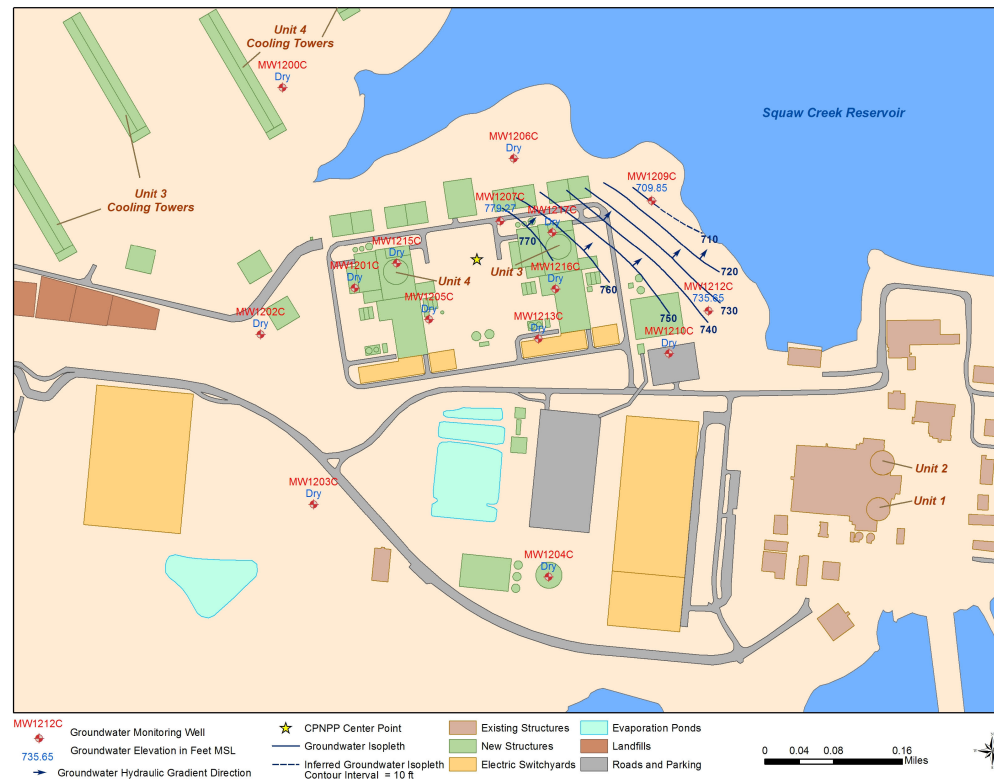 Unit 4
Cooling Towers
MW1200C
Dry
Squaw Creek Reservoir
MW1206C
Dry
MW1209C
709.85
Unit 3
Cooling Towers
MW1207C
779.27
MW1217C
Dry
770
710
MW1215C
Dry
720
MW1201C
Dry
Unit 4
Unit 3
MW1216C
Dry
760
MW1212C
735.65
MW1205C
Dry
730
750
740
MW1202C
Dry
MW1213C
Dry
MW1210C
Dry
Unit 2
MW1203C
Dry
Unit 1
MW1204C
Dry
MW1212C
Groundwater Monitoring Well
Groundwater Elevation in Feet MSL
735.65
Groundwater Hydraulic Gradient Direction
CPNPP Center Point
Groundwater Isopleth
Inferred Groundwater Isopleth
Contour Interval = 10 ft
Existing Structures
New Structures
Electric Switchyards
Evaporation Ponds
Landfills
Roads and Parking
0 0.04 0.08 0.16
Miles